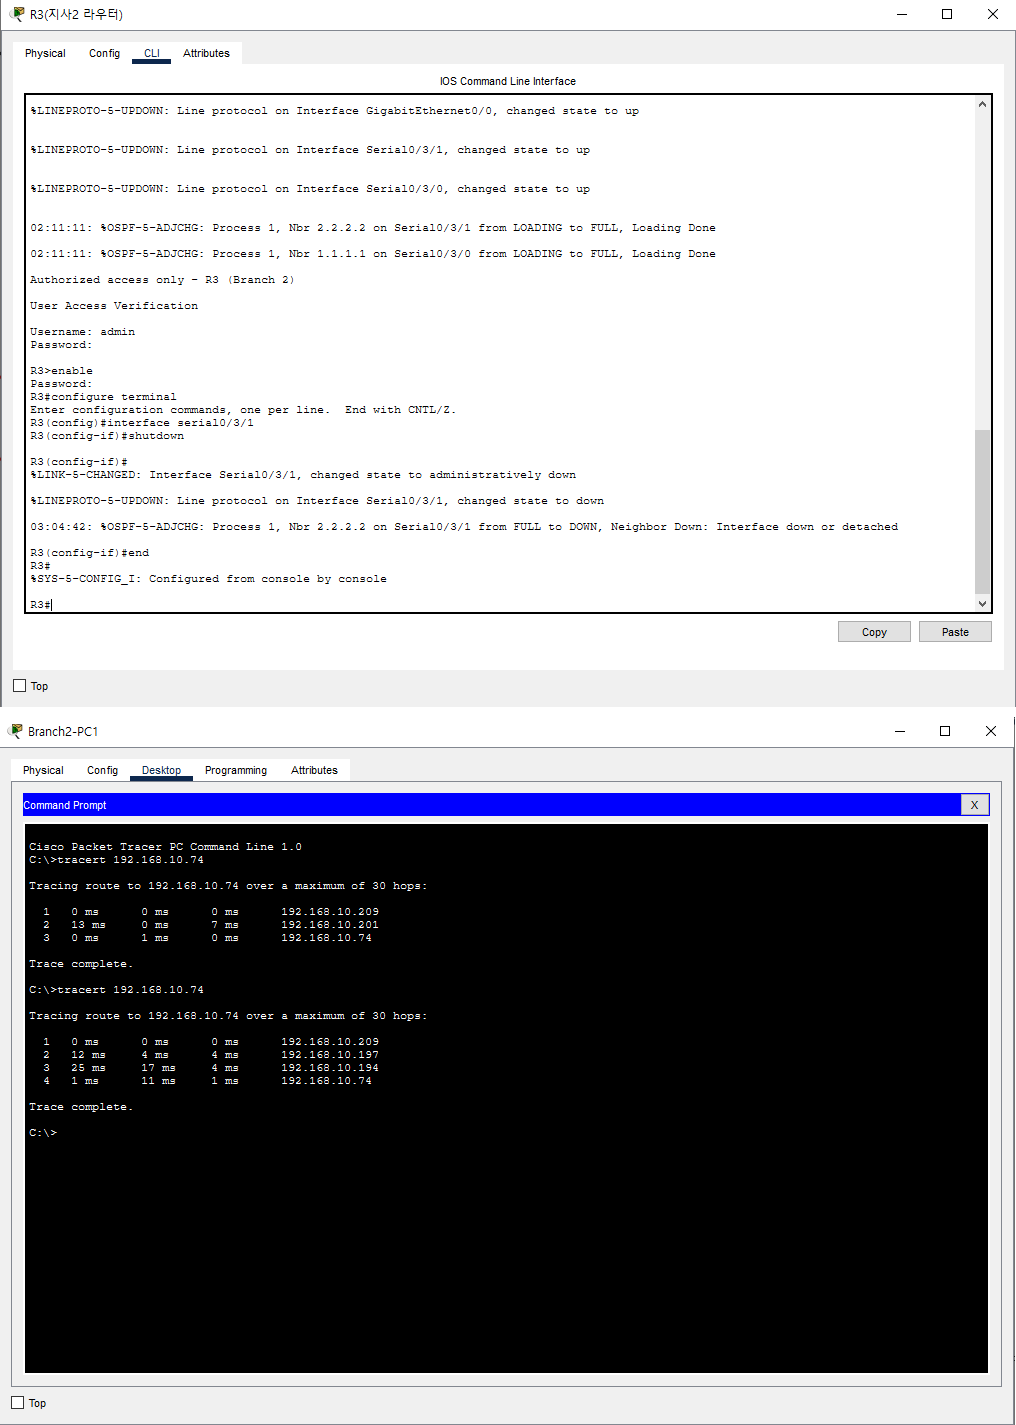 R3(지사2 라우터)
Physical Config CLI Attributes
IOS Command Line Interface
%LINEPROTO-5-UPDOWN: Line protocol on Interface GigabitEthernet0/0, changed state to up
%LINEPROTO-5-UPDOWN: Line protocol on Interface Serial0/3/1, changed state to up
%LINEPROTO-5-UPDOWN: Line protocol on Interface Serial0/3/0, changed state to up
02:11:11: %OSPF-5-ADJCHG: Process 1, Nbr 2.2.2.2 on Serial0/3/1 from LOADING to FULL, Loading Done
02:11:11: %OSPF-5-ADJCHG: Process 1, Nbr 1.1.1.1 on Serial0/3/0 from LOADING to FULL, Loading Done
Authorized access only - R3 (Branch 2)
User Access Verification
Username: admin
Password:
R3>enable
Password:
R3#configure terminal
Enter configuration commands, one per line.  End with CNTL/Z.
R3(config)#interface serial0/3/1
R3(config-if)#shutdown
R3(config-if)#
%LINK-5-CHANGED: Interface Serial0/3/1, changed state to administratively down
%LINEPROTO-5-UPDOWN: Line protocol on Interface Serial0/3/1, changed state to down
03:04:42: %OSPF-5-ADJCHG: Process 1, Nbr 2.2.2.2 on Serial0/3/1 from FULL to DOWN, Neighbor Down: Interface down or detached
R3(config-if)#end
R3#
%SYS-5-CONFIG_I: Configured from console by console
R3#
Copy Paste
Top
Branch2-PC1
Physical Config Desktop Programming Attributes
Command Prompt X
Cisco Packet Tracer PC Command Line 1.0
C:\>tracert 192.168.10.74
Tracing route to 192.168.10.74 over a maximum of 30 hops:
1 0 ms 0 ms 0 ms 192.168.10.209
2 13 ms 0 ms 7 ms 192.168.10.201
3 0 ms 1 ms 0 ms 192.168.10.74
Trace complete.
C:\>tracert 192.168.10.74
Tracing route to 192.168.10.74 over a maximum of 30 hops:
1 0 ms 0 ms 0 ms 192.168.10.209
2 12 ms 4 ms 4 ms 192.168.10.197
3 25 ms 17 ms 4 ms 192.168.10.194
4 1 ms 11 ms 1 ms 192.168.10.74
Trace complete.
C:\>
Top